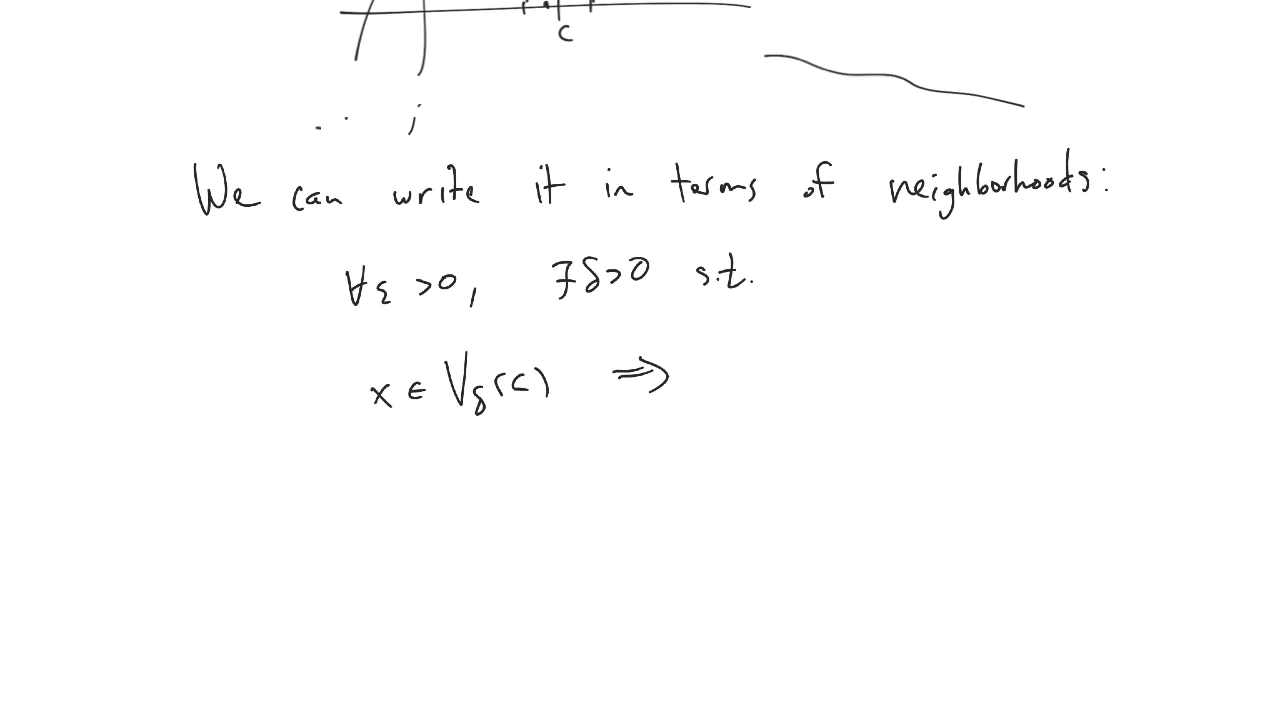 c
We can write it in terms of neighborhoods:
∀ε >0, ∃δ>0 s.t.
x ∈ V_δ(c) ⇒